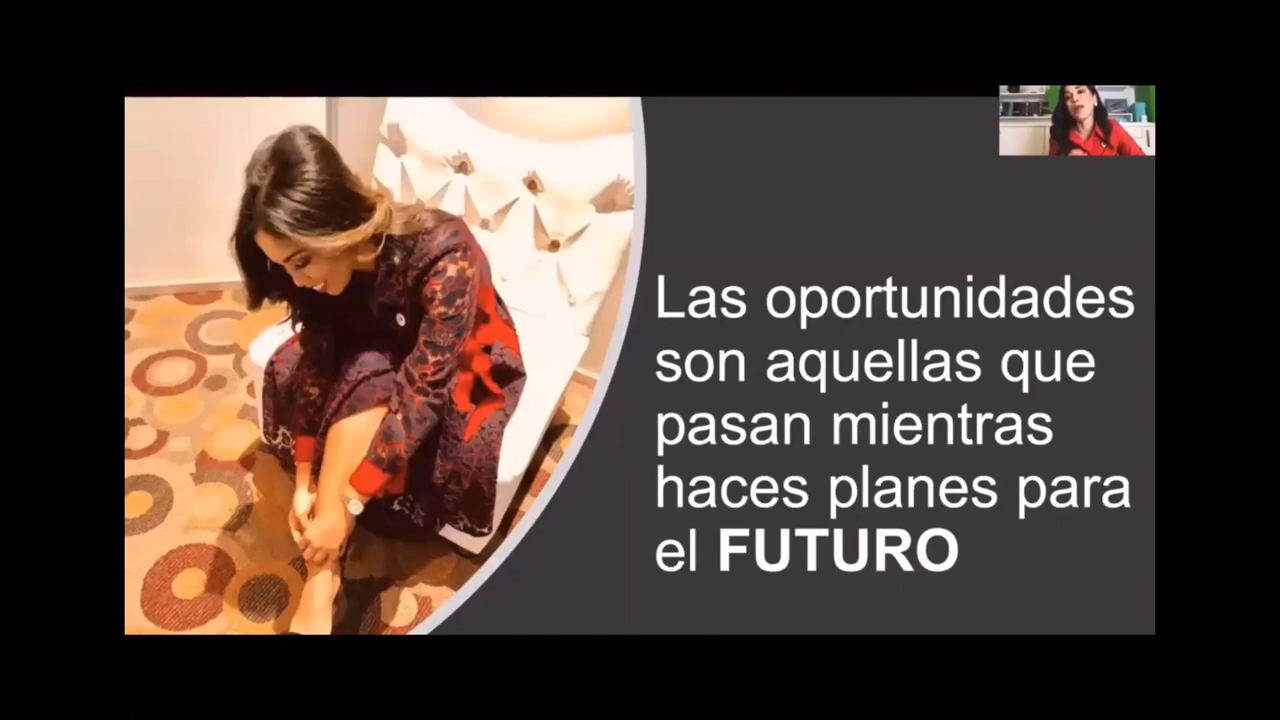 Las oportunidades
son aquellas que
pasan mientras
haces planes para
el FUTURO